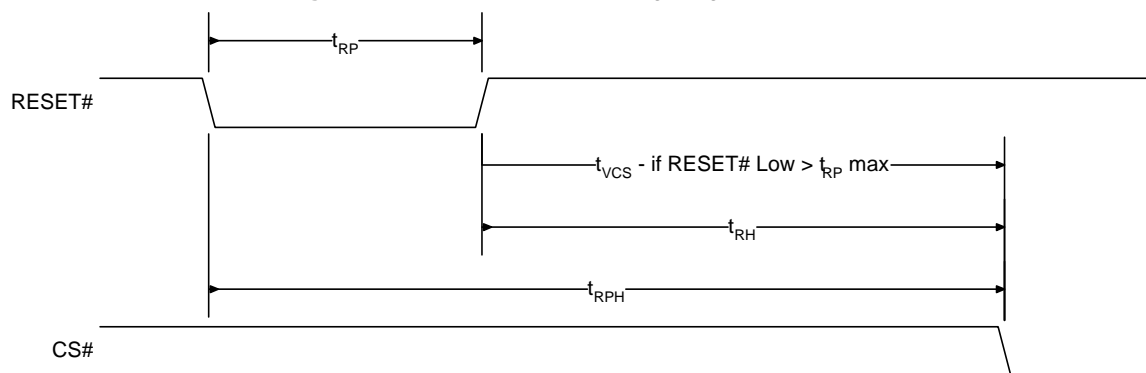 tRP
RESET#
tVCS - if RESET# Low > tRP max
tRH
tRPH
CS#